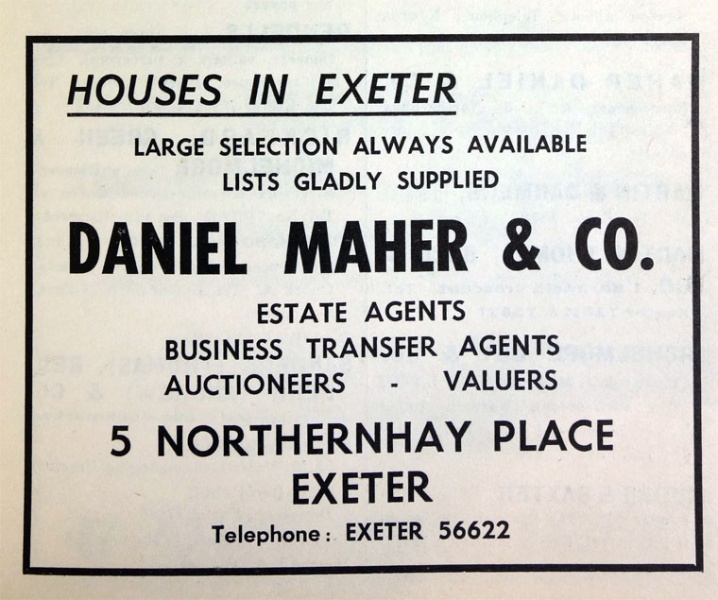 HOUSES IN EXETER
LARGE SELECTION ALWAYS AVAILABLE
LISTS GLADLY SUPPLIED
DANIEL MAHER & CO.
ESTATE AGENTS
BUSINESS TRANSFER AGENTS
AUCTIONEERS - VALUERS
5 NORTHERNHAY PLACE
EXETER
Telephone: EXETER 56622